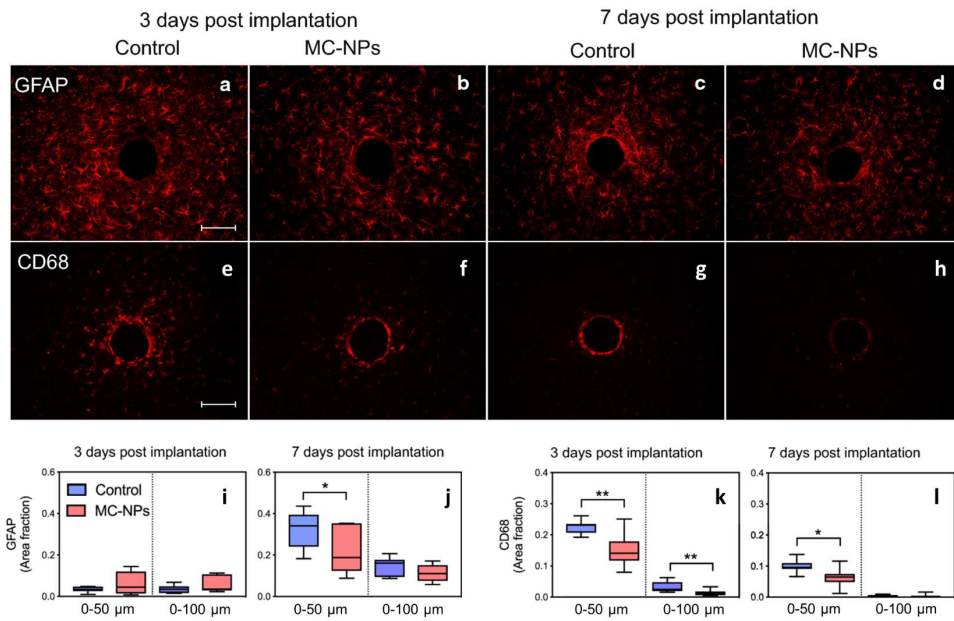 3 days post implantation
7 days post implantation
Control
MC-NPs
Control
MC-NPs
GFAP
a
b
c
d
CD68
e
f
g
h
3 days post implantation
7 days post implantation
3 days post implantation
7 days post implantation
GFAP
(Area fraction)
0.6
0.4
0.2
0.0
Control
MC-NPs
i
0-50 µm
0-100 µm
0.6
0.4
0.2
0.0
*
j
0-50 µm
0-100 µm
CD68
(Area fraction)
0.4
0.3
0.2
0.1
0.0
**
**
k
0-50 µm
0-100 µm
0.4
0.3
0.2
0.1
0.0
*
l
0-50 µm
0-100 µm